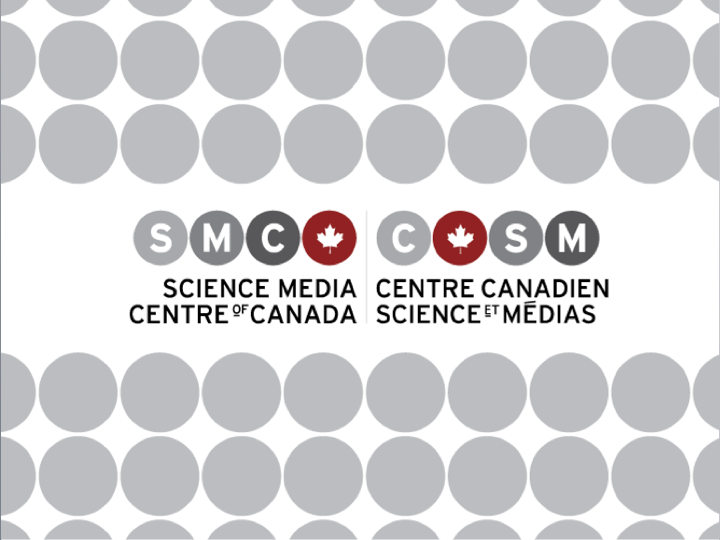 SMC
SCIENCE MEDIA
CENTRE OF CANADA
CSM
CENTRE CANADIEN
SCIENCE ET MÉDIAS